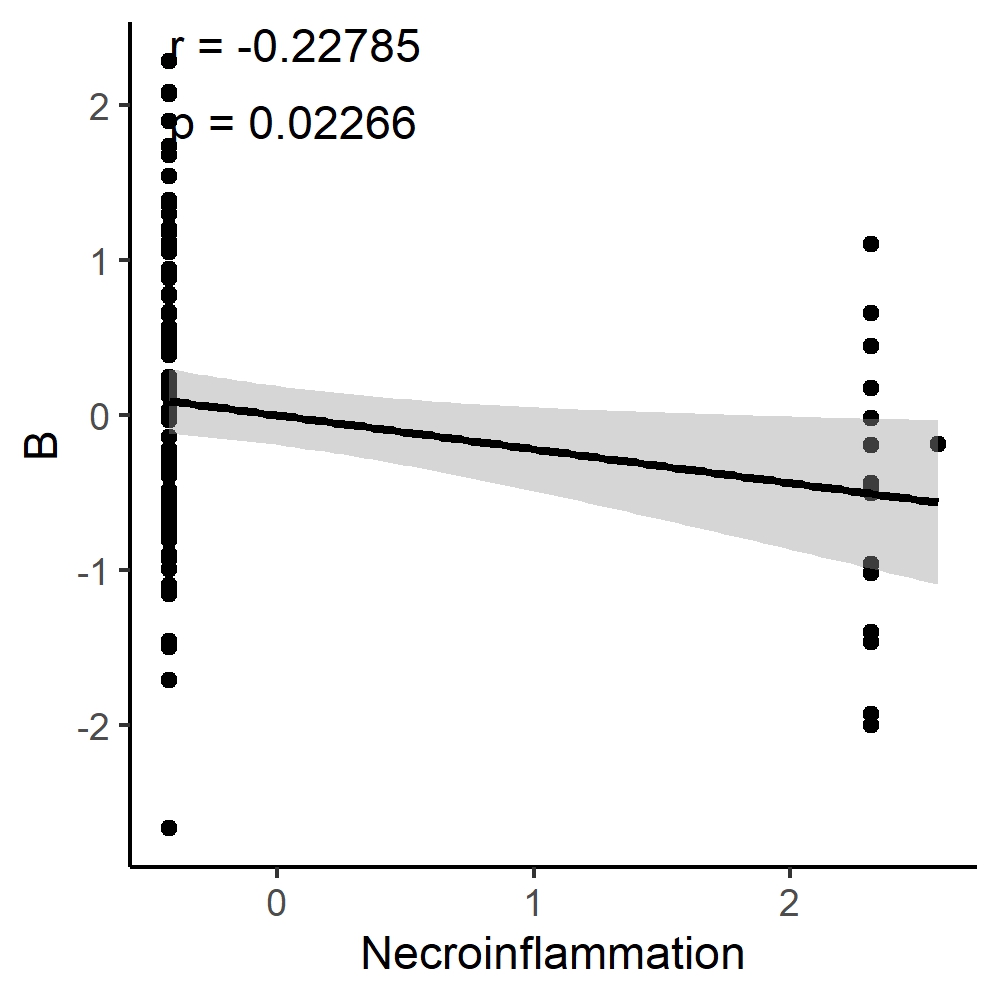 r = -0.22785
p = 0.02266
2
1
0
-1
-2
B
0 1 2
Necroinflammation